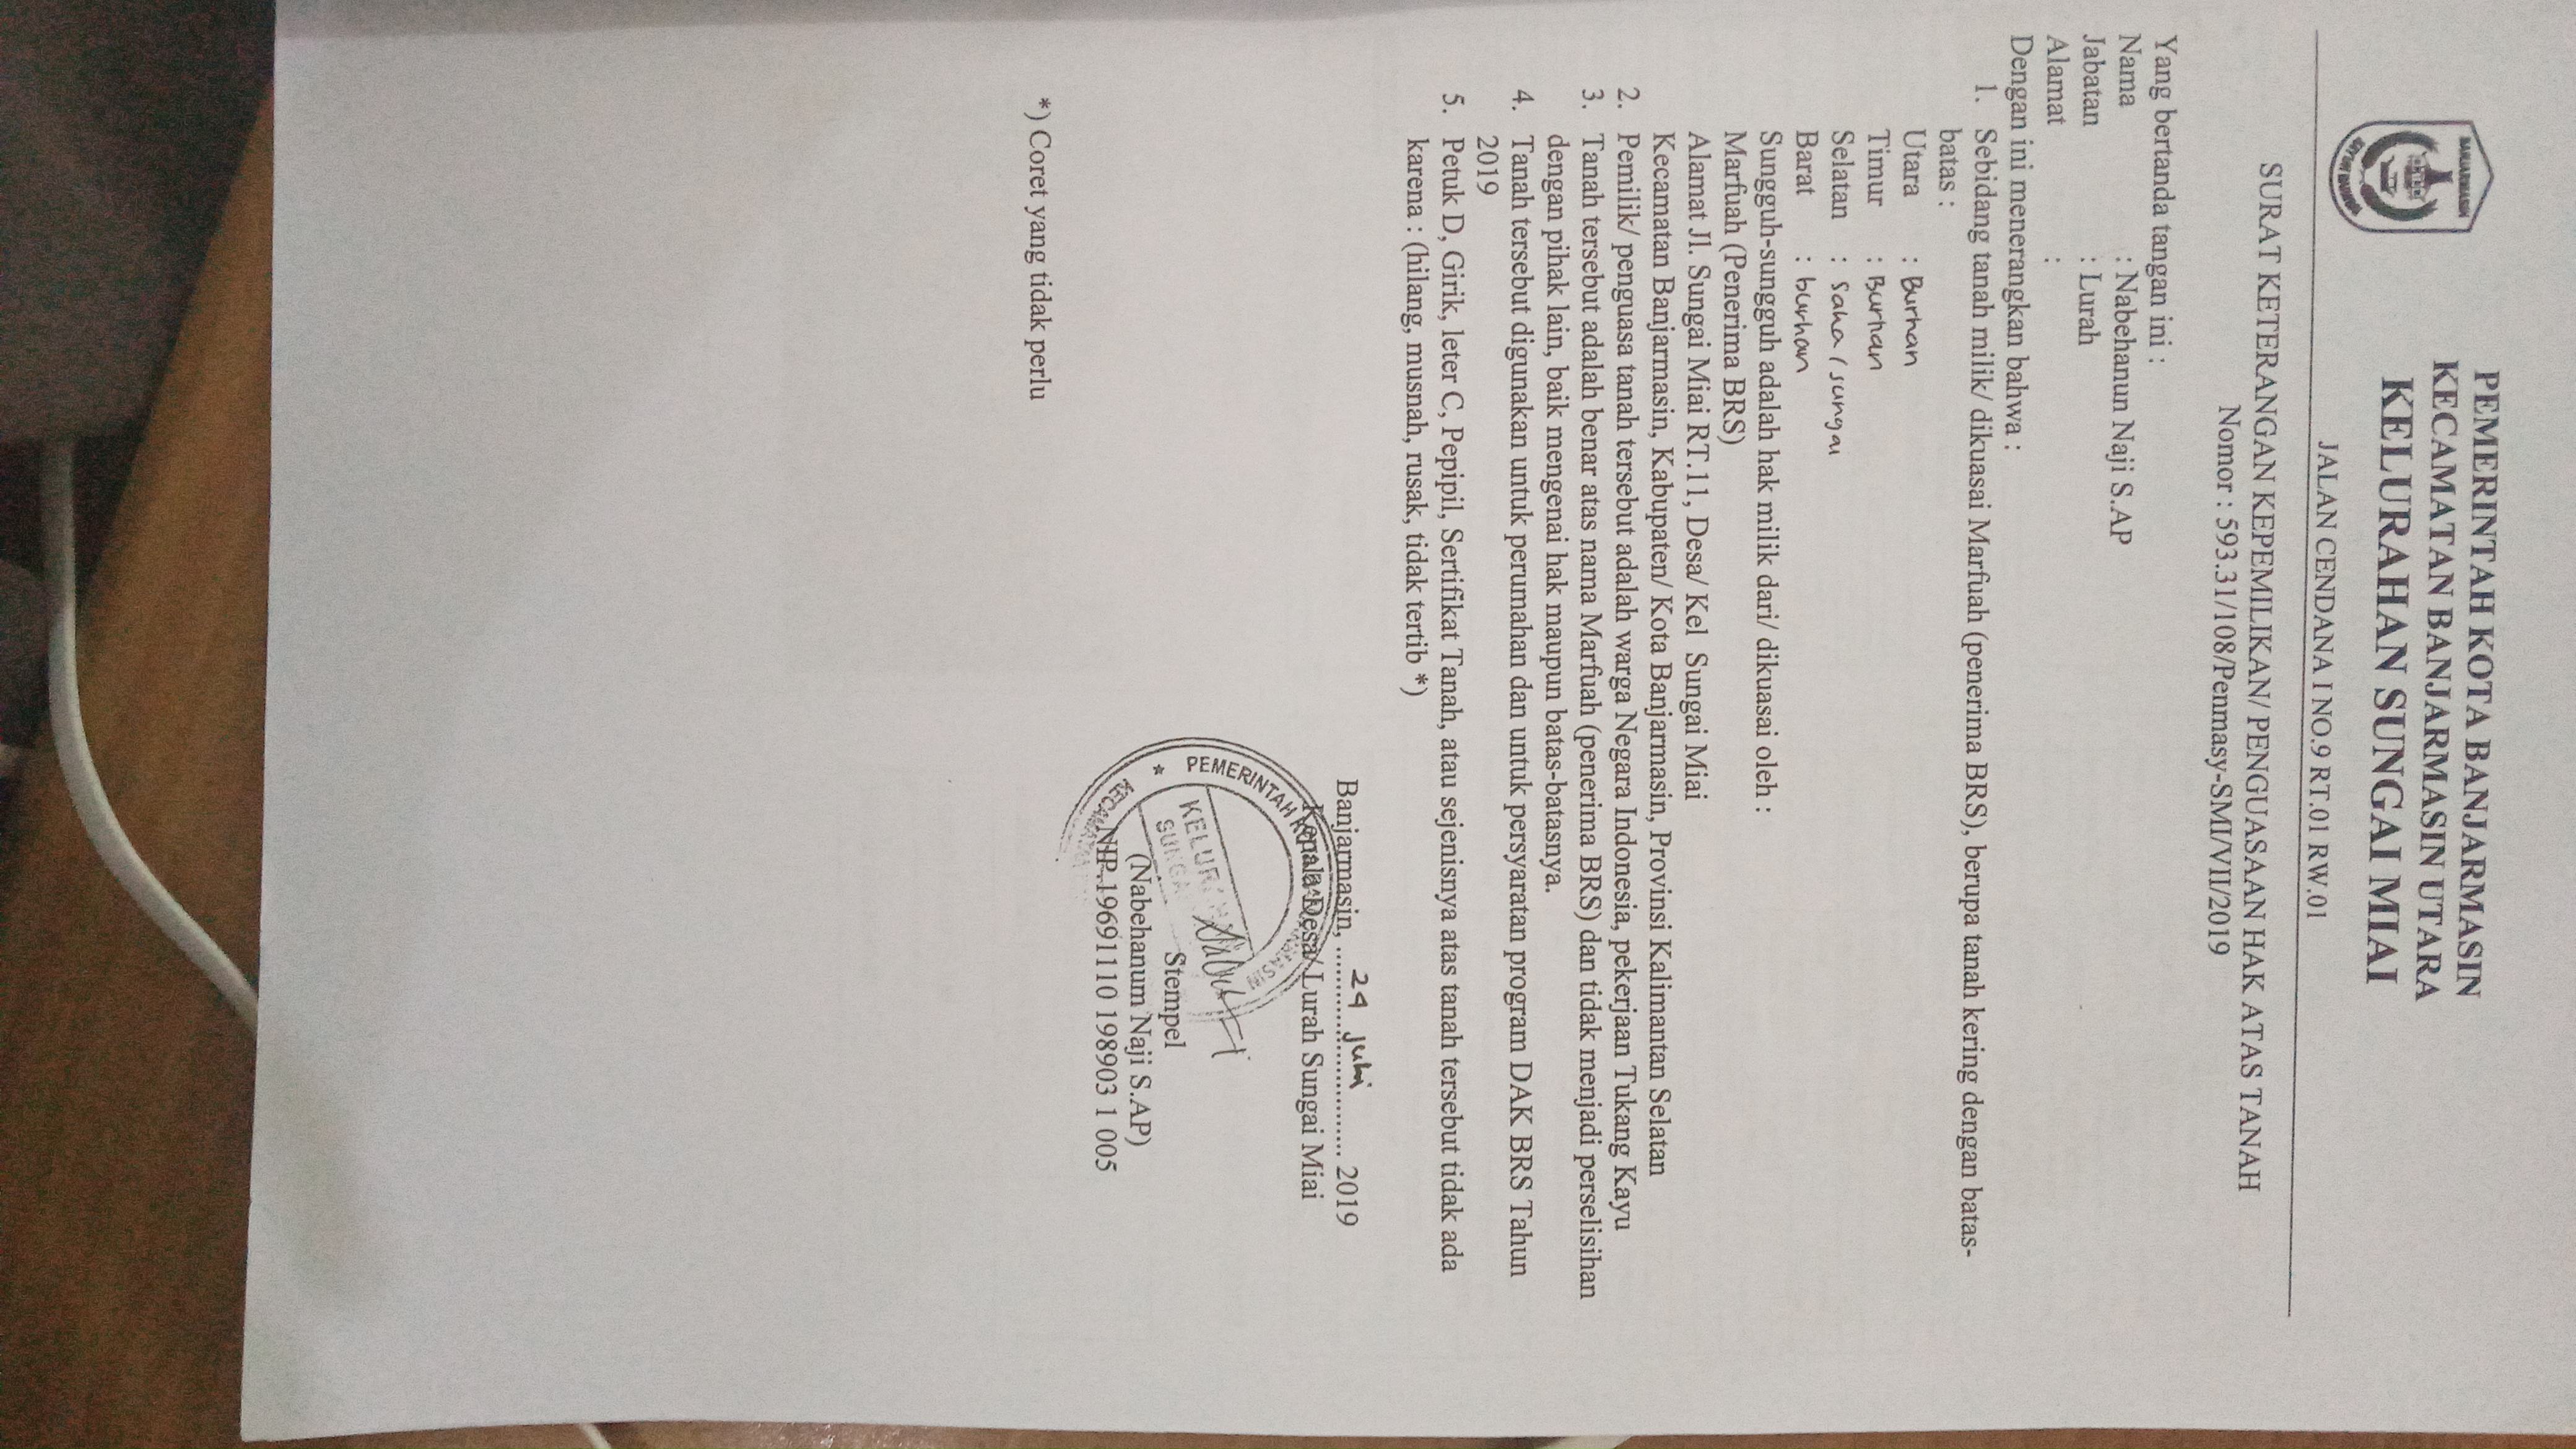 PEMERINTAH KOTA BANJARMASIN
KECAMATAN BANJARMASIN UTARA
KELURAHAN SUNGAI MIAI
JALAN CENDANA I NO.9 RT.01 RW.01
BANJARMASIN
SURAT KETERANGAN KEPEMILIKAN/ PENGUASAAN HAK ATAS TANAH
Nomor : 593.31/108/Penmasy-SMI/VII/2019
Yang bertanda tangan ini :
Nama : Nabehanun Naji S.AP
Jabatan : Lurah
Alamat :
Dengan ini menerangkan bahwa :
1. Sebidang tanah milik/ dikuasai Marfuah (penerima BRS), berupa tanah kering dengan batas-
batas :
Utara : Burhan
Timur : Burhan
Selatan : / sungai
Barat : burhan
Sungguh-sungguh adalah hak milik dari/ dikuasai oleh :
Marfuah (Penerima BRS)
Alamat Jl. Sungai Miai RT.11, Desa/ Kel Sungai Miai
Kecamatan Banjarmasin, Kabupaten/ Kota Banjarmasin, Provinsi Kalimantan Selatan
2. Pemilik/ penguasa tanah tersebut adalah warga Negara Indonesia, pekerjaan Tukang Kayu
3. Tanah tersebut adalah benar atas nama Marfuah (penerima BRS) dan tidak menjadi perselisihan
dengan pihak lain, baik mengenai hak maupun batas-batasnya.
4. Tanah tersebut digunakan untuk perumahan dan untuk persyaratan program DAK BRS Tahun
2019
5. Petuk D, Girik, leter C, Pepipil, Sertifikat Tanah, atau sejenisnya atas tanah tersebut tidak ada
karena : (hilang, musnah, rusak, tidak tertib *)
Banjarmasin, ... 24 Juli ... 2019
Kepala Desa/ Lurah Sungai Miai
PEMERINTAH KOTA
KELUR
SUNGA
Stempel
(Nabehanum Naji S.AP)
NIP.19691110 198903 1 005
*) Coret yang tidak perlu